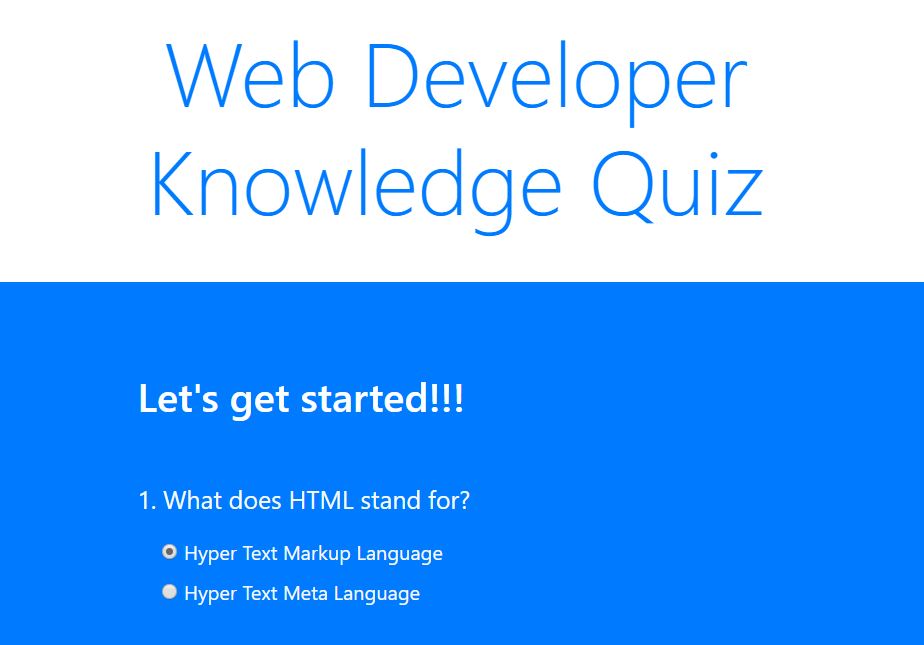 Web Developer
Knowledge Quiz
Let's get started!!!
1. What does HTML stand for?
Hyper Text Markup Language
Hyper Text Meta Language